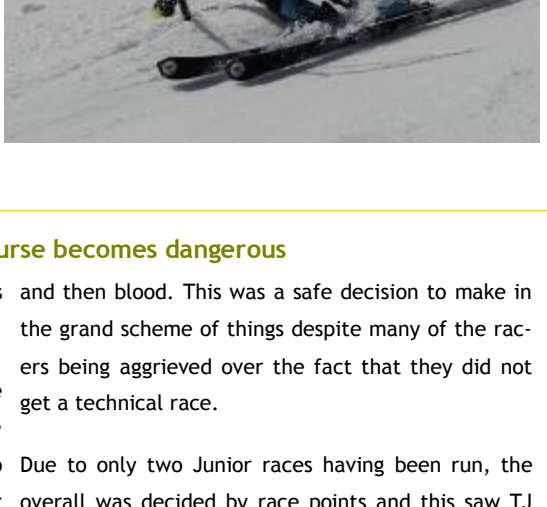 urse becomes dangerous
s
e
o
and then blood. This was a safe decision to make in
the grand scheme of things despite many of the rac-
ers being aggrieved over the fact that they did not
get a technical race.
Due to only two Junior races having been run, the
overall was decided by race points and this saw TJ